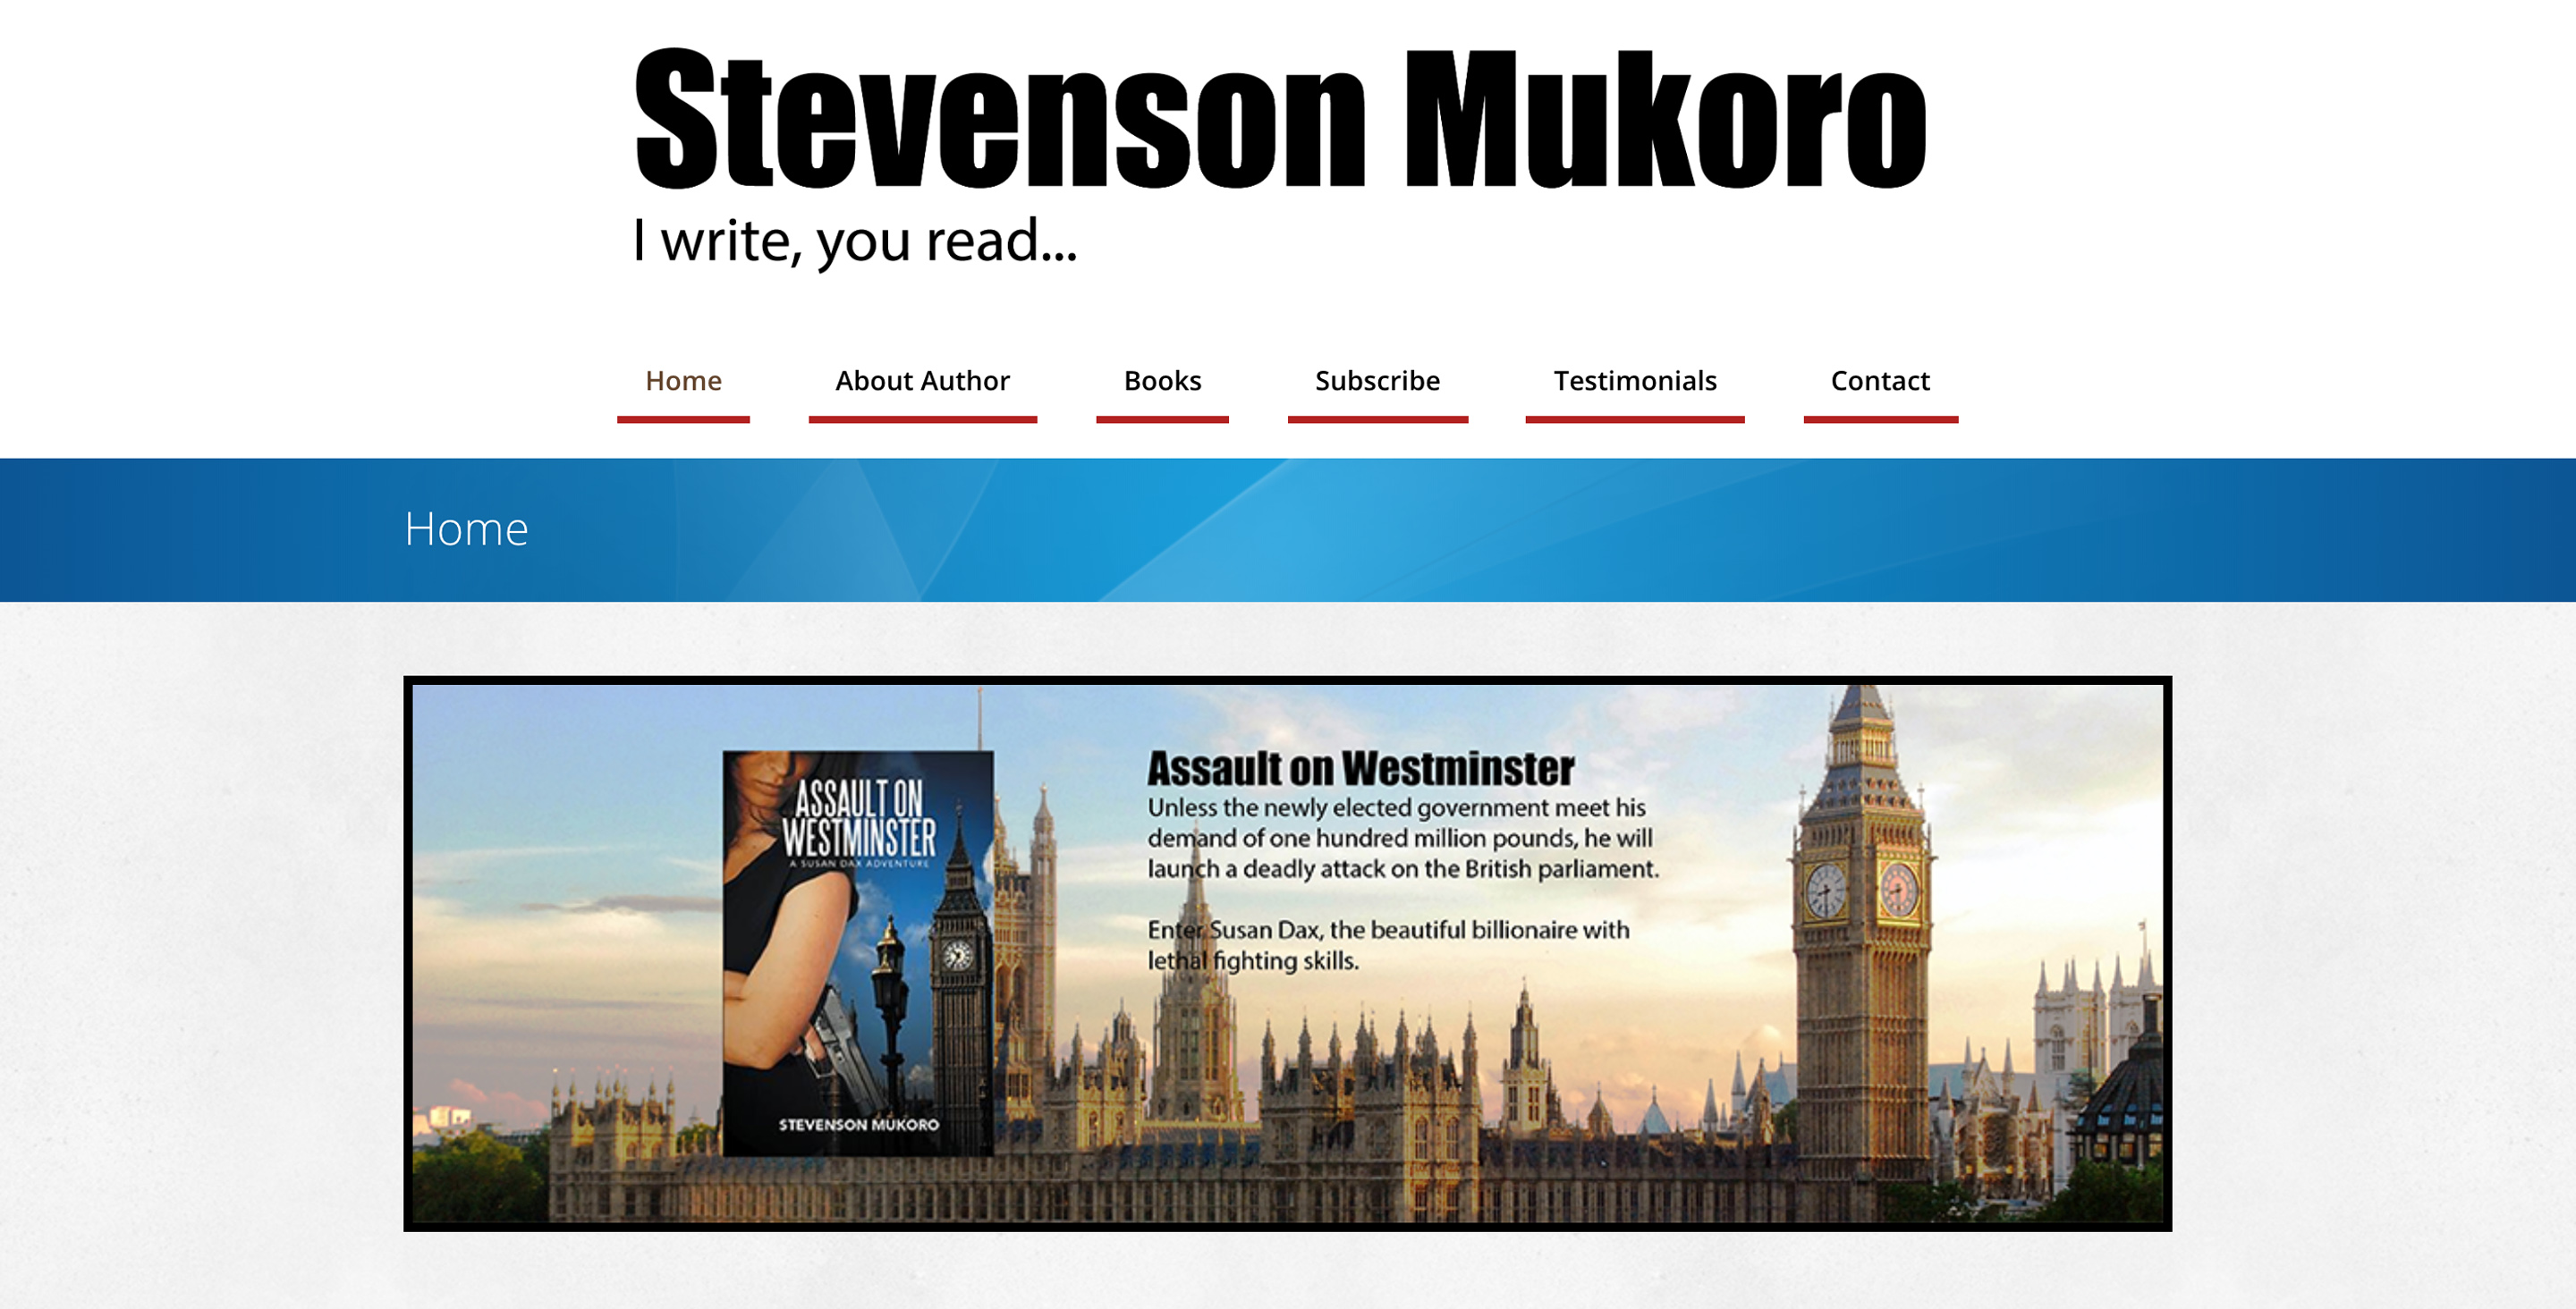 Stevenson Mukoro
I write, you read...
Home
About Author
Books
Subscribe
Testimonials
Contact
Home
ASSAULT ON
WESTMINSTER
A SUSAN DAX ADVENTURE
STEVENSON MUKORO
Assault on Westminster
Unless the newly elected government meet his
demand of one hundred million pounds, he will
launch a deadly attack on the British parliament.
Enter Susan Dax, the beautiful billionaire with
lethal fighting skills.